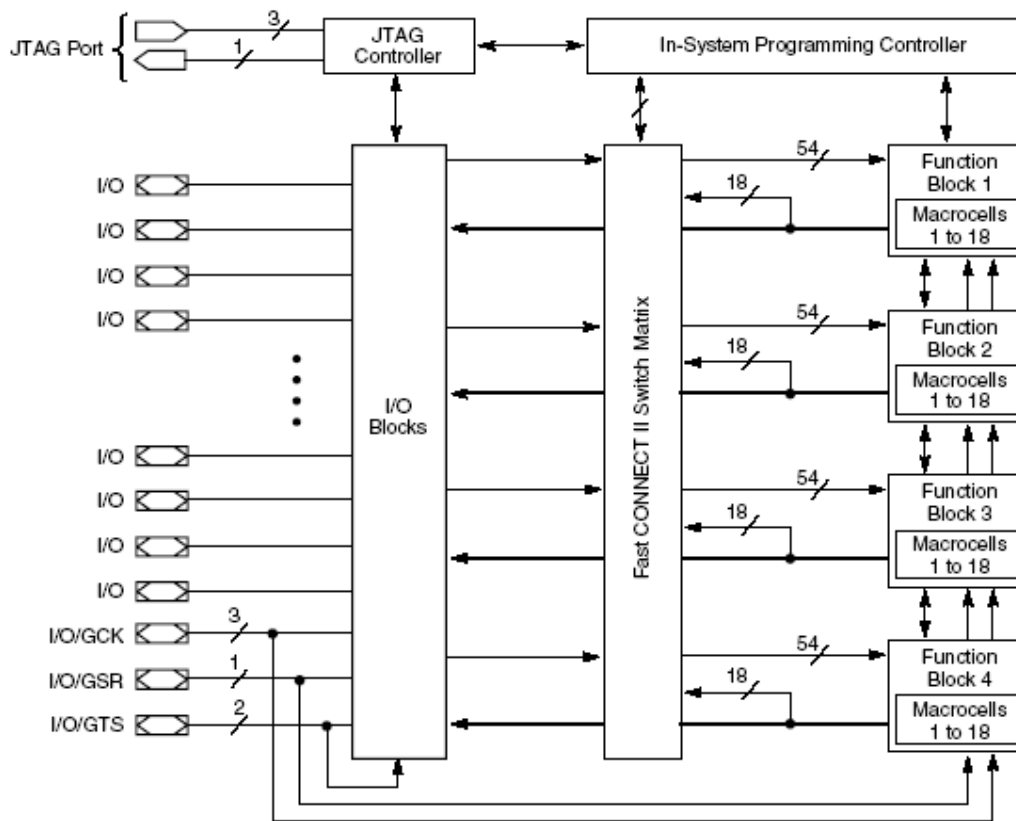 JTAG Port
3
1
JTAG
Controller
In-System Programming Controller
I/O
I/O
I/O
I/O
I/O
I/O
I/O
I/O
I/O/GCK
3
I/O/GSR
1
I/O/GTS
2
I/O
Blocks
Fast CONNECT II Switch Matrix
54
18
Function
Block 1
Macrocells
1 to 18
54
18
Function
Block 2
Macrocells
1 to 18
54
18
Function
Block 3
Macrocells
1 to 18
54
18
Function
Block 4
Macrocells
1 to 18